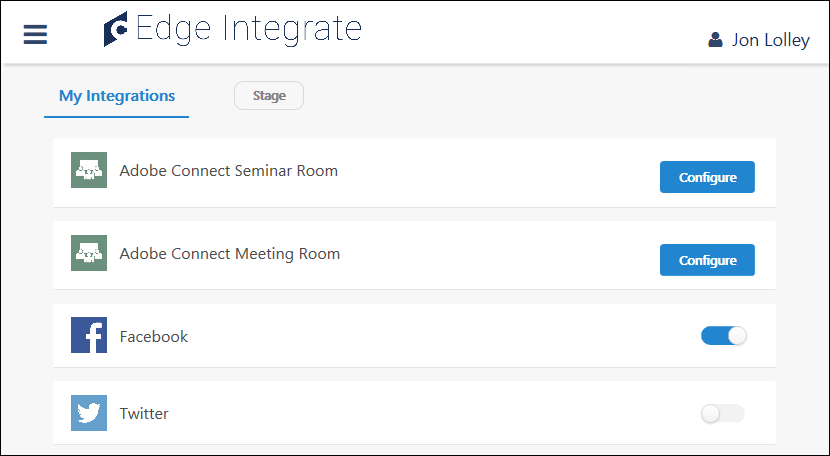 Edge Integrate
Jon Lolley
My Integrations
Stage
Adobe Connect Seminar Room
Configure
Adobe Connect Meeting Room
Configure
Facebook
Twitter